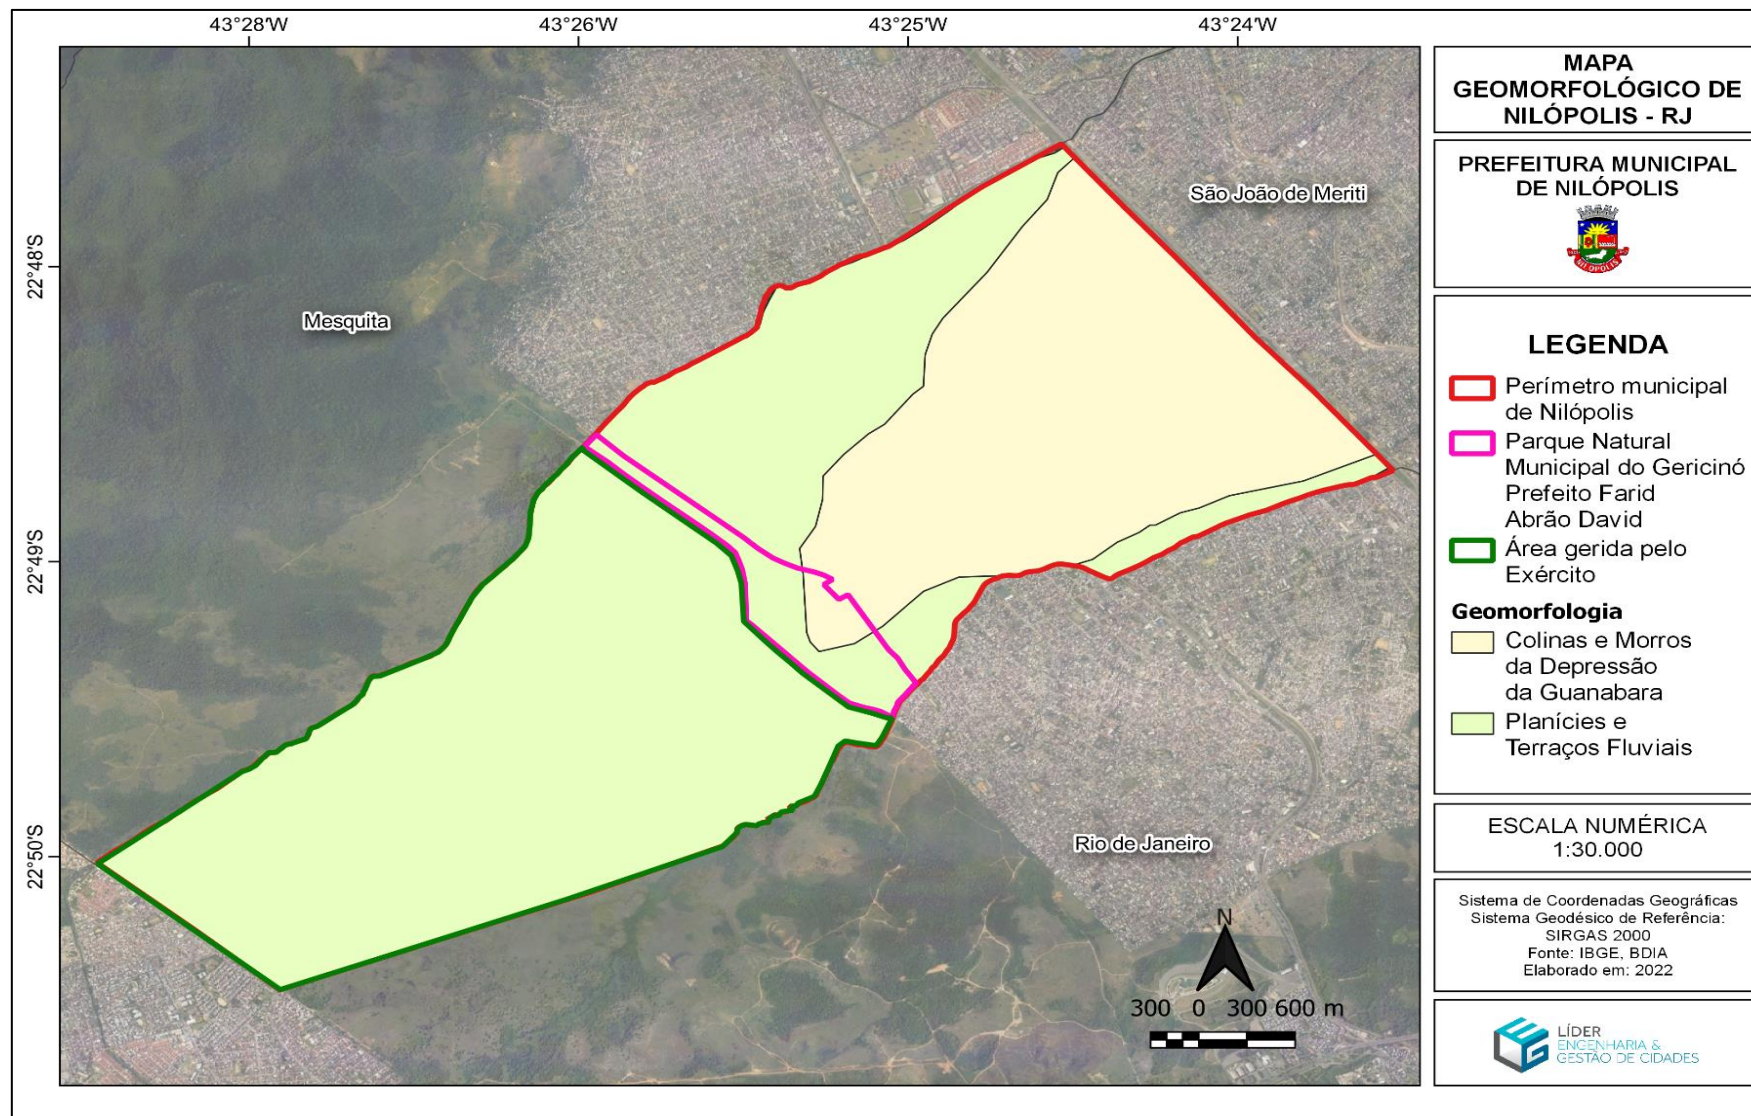 43°28'W 43°26'W 43°25'W 43°24'W
22°48'S
22°49'S
22°50'S
São João de Meriti
Mesquita
Rio de Janeiro
N
300 0 300 600 m
MAPA
GEOMORFOLÓGICO DE
NILÓPOLIS - RJ
PREFEITURA MUNICIPAL
DE NILÓPOLIS
NILÓPOLIS
LEGENDA
Perímetro municipal
de Nilópolis
Parque Natural
Municipal do Gericinó
Prefeito Farid
Abrão David
Área gerida pelo
Exército
Geomorfologia
Colinas e Morros
da Depressão
da Guanabara
Planícies e
Terraços Fluviais
ESCALA NUMÉRICA
1:30.000
Sistema de Coordenadas Geográficas
Sistema Geodésico de Referência:
SIRGAS 2000
Fonte: IBGE, BDIA
Elaborado em: 2022
LÍDER
ENGENHARIA &
GESTÃO DE CIDADES